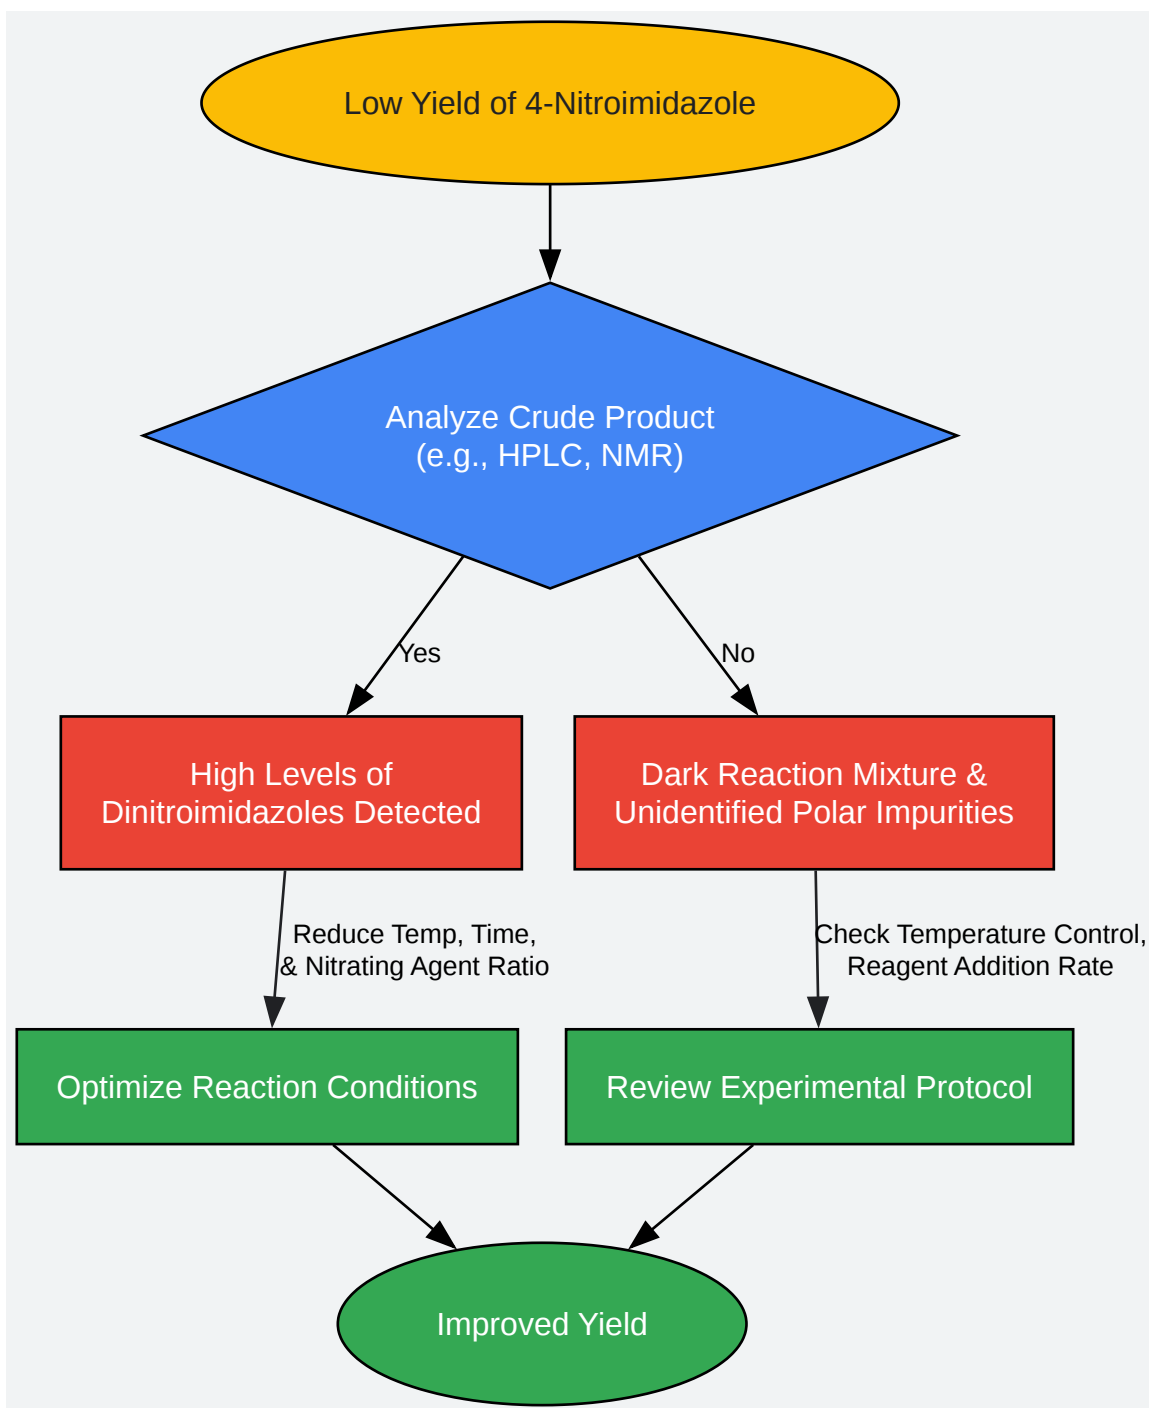 Low Yield of 4-Nitroimidazole
Analyze Crude Product
(e.g., HPLC, NMR)
Yes
No
High Levels of
Dinitroimidazoles Detected
Dark Reaction Mixture &
Unidentified Polar Impurities
Reduce Temp, Time,
& Nitrating Agent Ratio
Check Temperature Control,
Reagent Addition Rate
Optimize Reaction Conditions
Review Experimental Protocol
Improved Yield